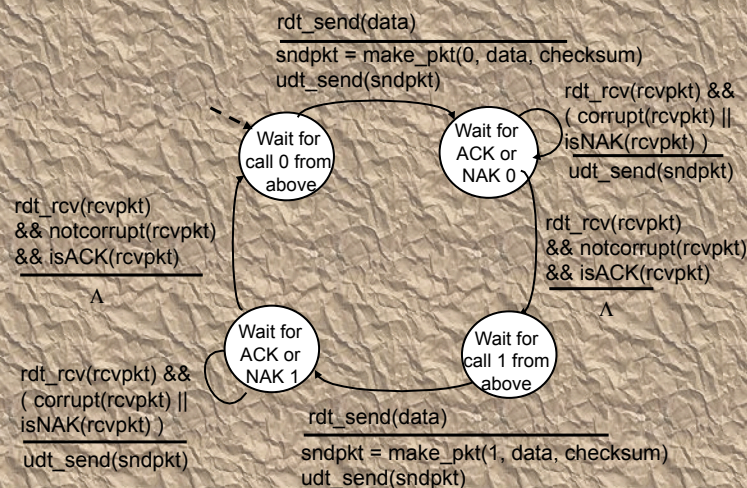 rdt_send(data)
sndpkt = make_pkt(0, data, checksum)
udt_send(sndpkt)
rdt_rcv(rcvpkt) &&
( corrupt(rcvpkt) ||
isNAK(rcvpkt) )
udt_send(sndpkt)
Wait for
call 0 from
above
Wait for
ACK or
NAK 0
rdt_rcv(rcvpkt)
&& notcorrupt(rcvpkt)
&& isACK(rcvpkt)
Λ
rdt_rcv(rcvpkt)
&& notcorrupt(rcvpkt)
&& isACK(rcvpkt)
Λ
Wait for
ACK or
NAK 1
Wait for
call 1 from
above
rdt_rcv(rcvpkt) &&
( corrupt(rcvpkt) ||
isNAK(rcvpkt) )
udt_send(sndpkt)
rdt_send(data)
sndpkt = make_pkt(1, data, checksum)
udt_send(sndpkt)